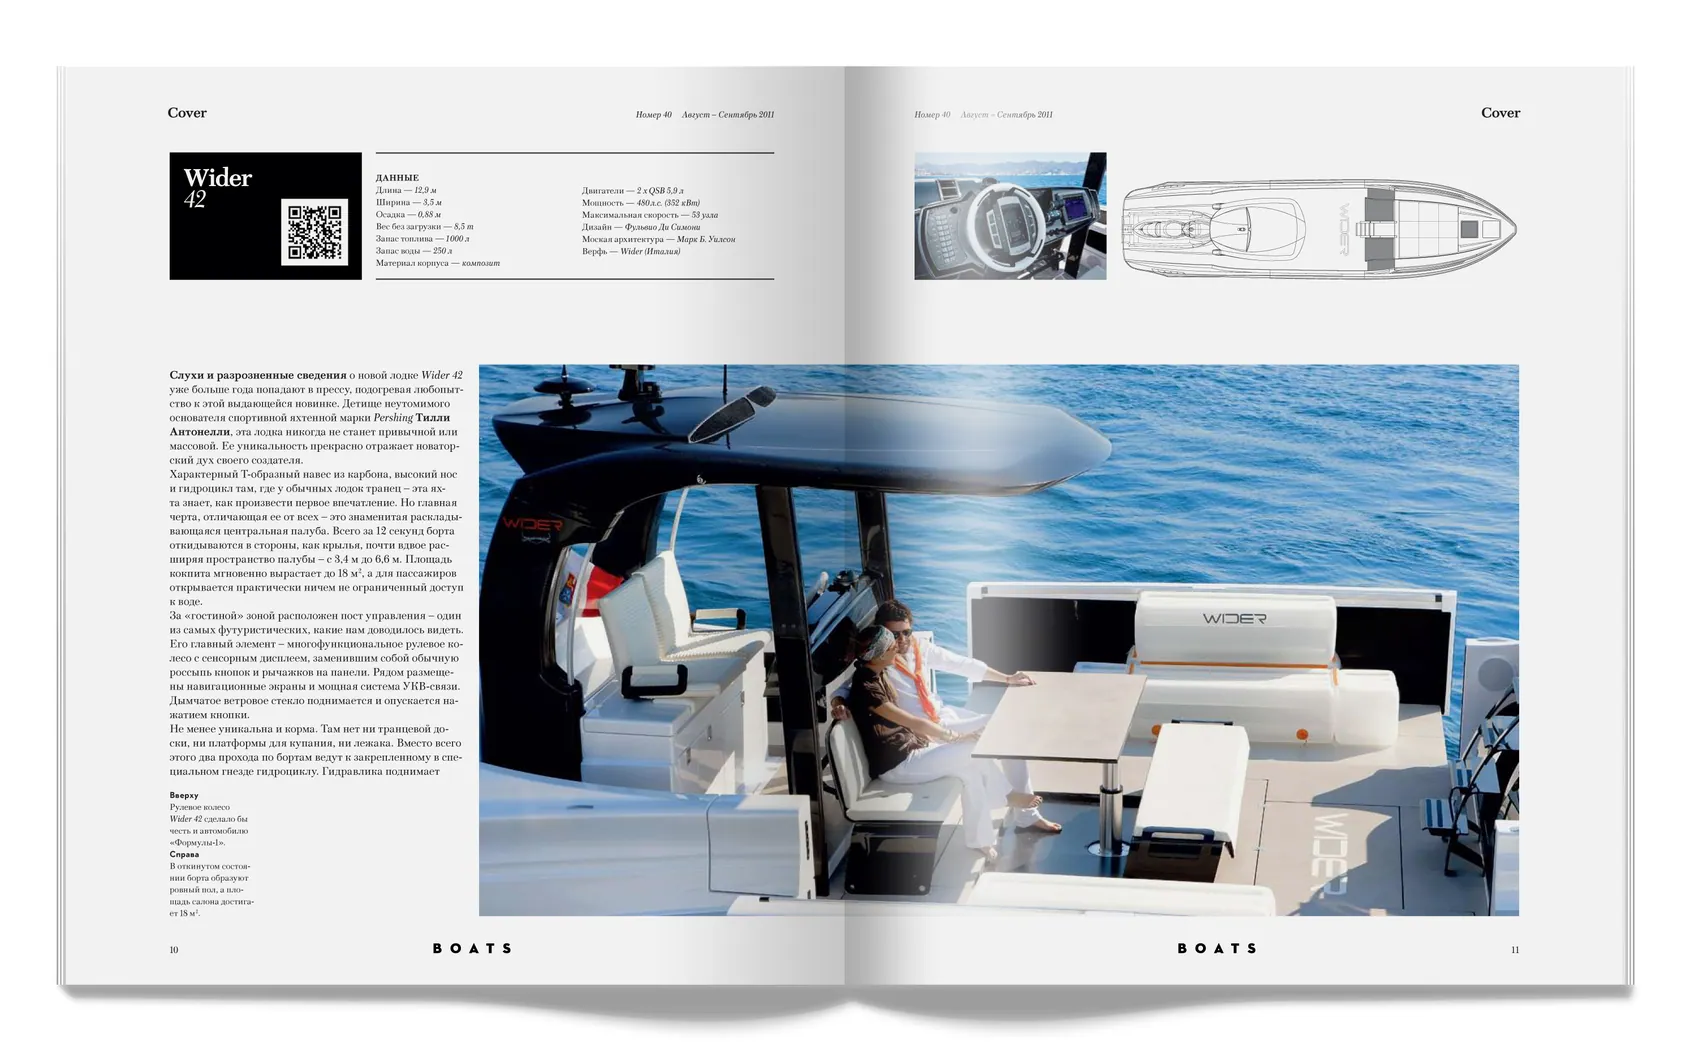 Cover
Номер 40 Август – Сентябрь 2011
Wider
42
ДАННЫЕ
Длина — 12,9 м
Ширина — 3,5 м
Осадка — 0,88 м
Вес без загрузки — 8,5 т
Запас топлива — 1000 л
Запас воды — 250 л
Материал корпуса — композит
Двигатели — 2 x QSB 5,9 л
Мощность — 480 л.с. (352 кВт)
Максимальная скорость — 53 узла
Дизайн — Фульвио Ди Симони
Моская архитектура — Марк Б. Уилсон
Верфь — Wider (Италия)
Слухи и разрозненные сведения о новой лодке Wider 42
уже больше года попадают в прессу, подогревая любопыт-
ство к этой выдающейся новинке. Детище неутомимого
основателя спортивной яхтенной марки Pershing Тилли
Антонелли, эта лодка никогда не станет привычной или
массовой. Ее уникальность прекрасно отражает новатор-
ский дух своего создателя.
Характерный Т-образный навес из карбона, высокий нос
и гидроцикл там, где у обычных лодок транец – эта ях-
та знает, как произвести первое впечатление. Но главная
черта, отличающая ее от всех – это знаменитая расклады-
вающаяся центральная палуба. Всего за 12 секунд борта
откидываются в стороны, как крылья, почти вдвое рас-
ширяя пространство палубы – с 3,4 м до 6,6 м. Площадь
кокпита мгновенно вырастает до 18 м², а для пассажиров
открывается практически ничем не ограниченный доступ
к воде.
За «гостиной» зоной расположен пост управления – один
из самых футуристических, какие нам доводилось видеть.
Его главный элемент – многофункциональное рулевое ко-
лесо с сенсорным дисплеем, заменившим собой обычную
россыпь кнопок и рычажков на панели. Рядом размеще-
ны навигационные экраны и мощная система УКВ-связи.
Дымчатое ветровое стекло поднимается и опускается на-
жатием кнопки.
Не менее уникальна и корма. Там нет ни транцевой до-
ски, ни платформы для купания, ни лежака. Вместо всего
этого два прохода по бортам ведут к закрепленному в спе-
циальном гнезде гидроциклу. Гидравлика поднимает
Вверху
Рулевое колесо
Wider 42 сделало бы
честь и автомобилю
«Формулы-1».
Справа
В откинутом состоя-
нии борта образуют
ровный пол, а пло-
щадь салона достига-
ет 18 м².
10
BOATS
Номер 40 Август – Сентябрь 2011
Cover
WIDER
WIDER
WIDER
WIDER
BOATS
11